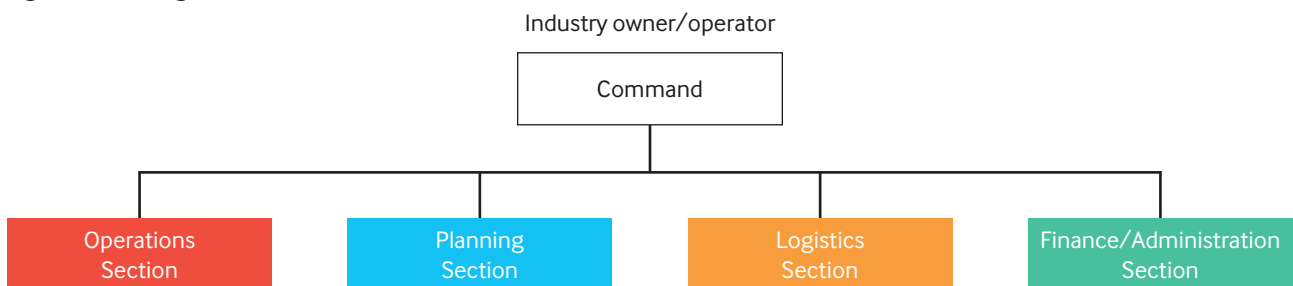 Industry owner/operator
Command
Operations
Section
Planning
Section
Logistics
Section
Finance/Administration
Section